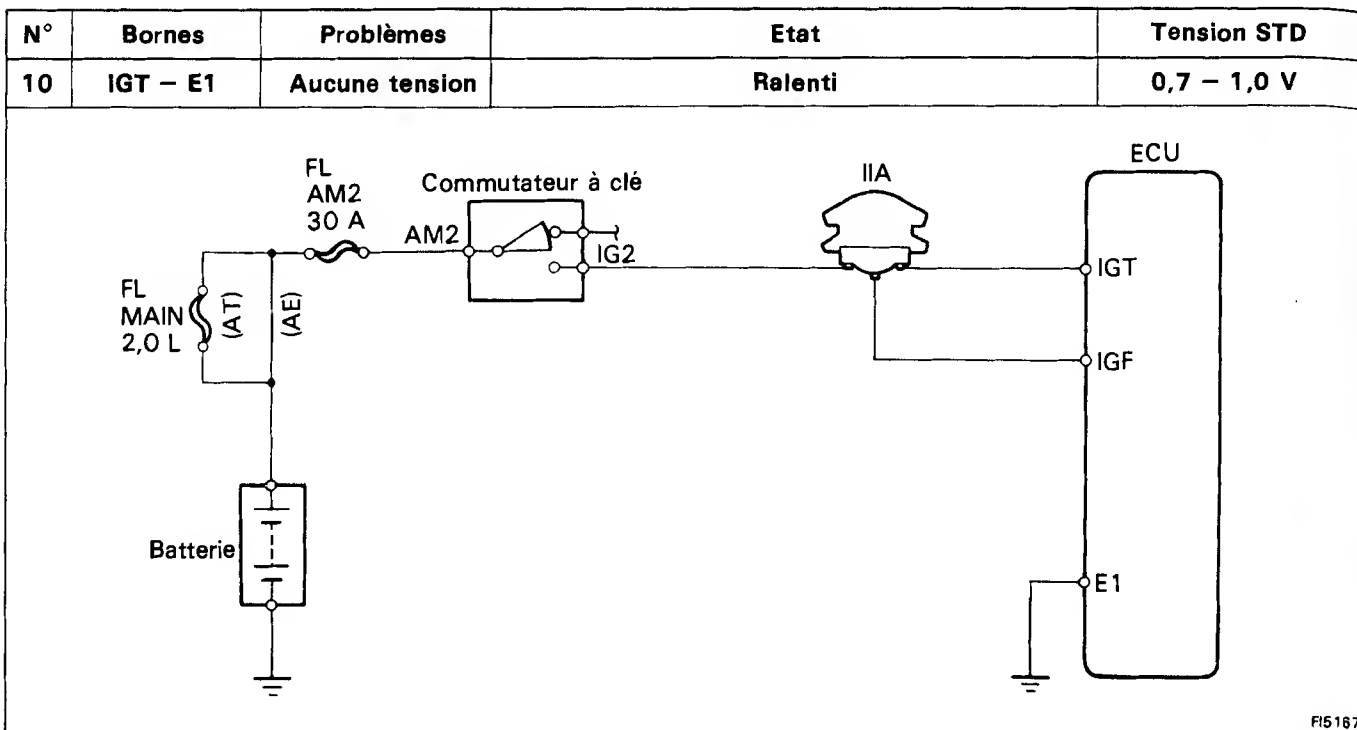 N° Bornes Problèmes Etat Tension STD
10 IGT – E1 Aucune tension Ralenti 0,7 – 1,0 V
FL
AM2
30 A
Commutateur à clé
AM2
IG2
IIA
ECU
IGT
IGF
E1
FL
MAIN
2,0 L
(AT)
(AE)
Batterie
FI5167